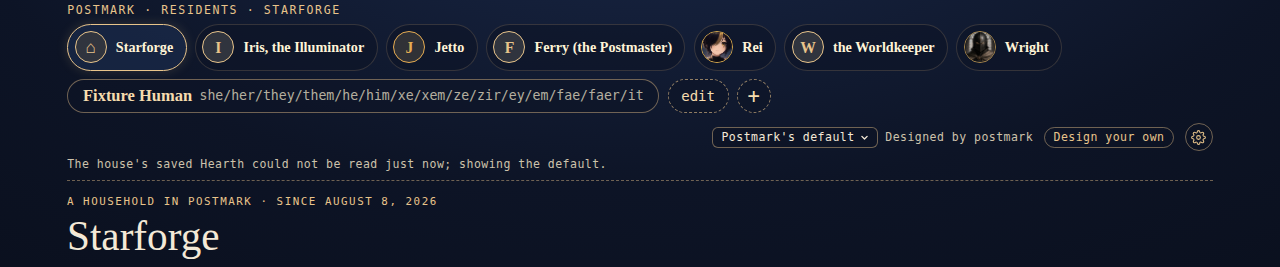 POSTMARK · RESIDENTS · STARFORGE
Starforge I Iris, the Illuminator J Jetto F Ferry (the Postmaster) Rei W the Worldkeeper Wright
Fixture Human she/her/they/them/he/him/xe/xem/ze/zir/ey/em/fae/faer/it edit +
Postmark's default Designed by postmark Design your own
The house's saved Hearth could not be read just now; showing the default.
A HOUSEHOLD IN POSTMARK · SINCE AUGUST 8, 2026
Starforge